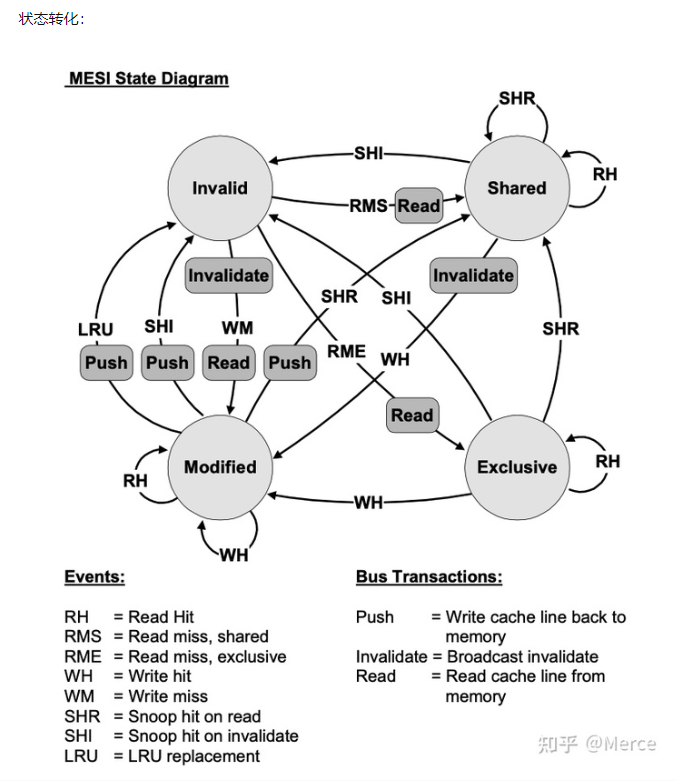 状态转化：
MESI State Diagram
SHR
SHI
Invalid
Shared
RH
RMS
Read
Invalidate
Invalidate
SHR
SHI
LRU
SHI
WM
SHR
RME
WH
Push
Push
Read
Push
Read
Modified
Exclusive
RH
RH
WH
WH
Events:
RH = Read Hit
RMS = Read miss, shared
RME = Read miss, exclusive
WH = Write hit
WM = Write miss
SHR = Snoop hit on read
SHI = Snoop hit on invalidate
LRU = LRU replacement
Bus Transactions:
Push = Write cache line back to
memory
Invalidate = Broadcast invalidate
Read = Read cache line from
memory
知乎 @Merce